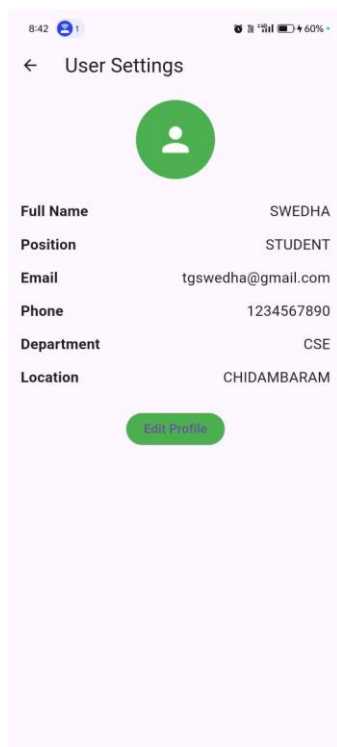 8:42 1 60%
← User Settings
Full Name SWEDHA
Position STUDENT
Email tgswedha@gmail.com
Phone 1234567890
Department CSE
Location CHIDAMBARAM
Edit Profile